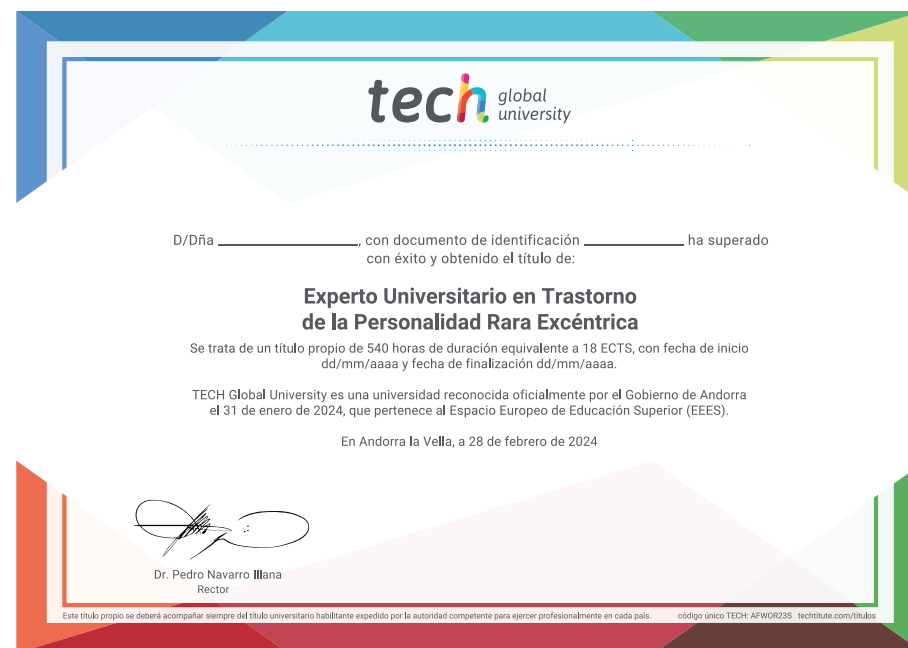 tech global university
D/Dña ____________________, con documento de identificación ______________ ha superado
con éxito y obtenido el título de:
Experto Universitario en Trastorno
de la Personalidad Rara Excéntrica
Se trata de un título propio de 540 horas de duración equivalente a 18 ECTS, con fecha de inicio
dd/mm/aaaa y fecha de finalización dd/mm/aaaa.
TECH Global University es una universidad reconocida oficialmente por el Gobierno de Andorra
el 31 de enero de 2024, que pertenece al Espacio Europeo de Educación Superior (EEES).
En Andorra la Vella, a 28 de febrero de 2024
Dr. Pedro Navarro Illana
Rector
Este título propio se deberá acompañar siempre del título universitario habilitante expedido por la autoridad competente para ejercer profesionalmente en cada país. código único TECH: AFWOR23S techtitute.com/titulos